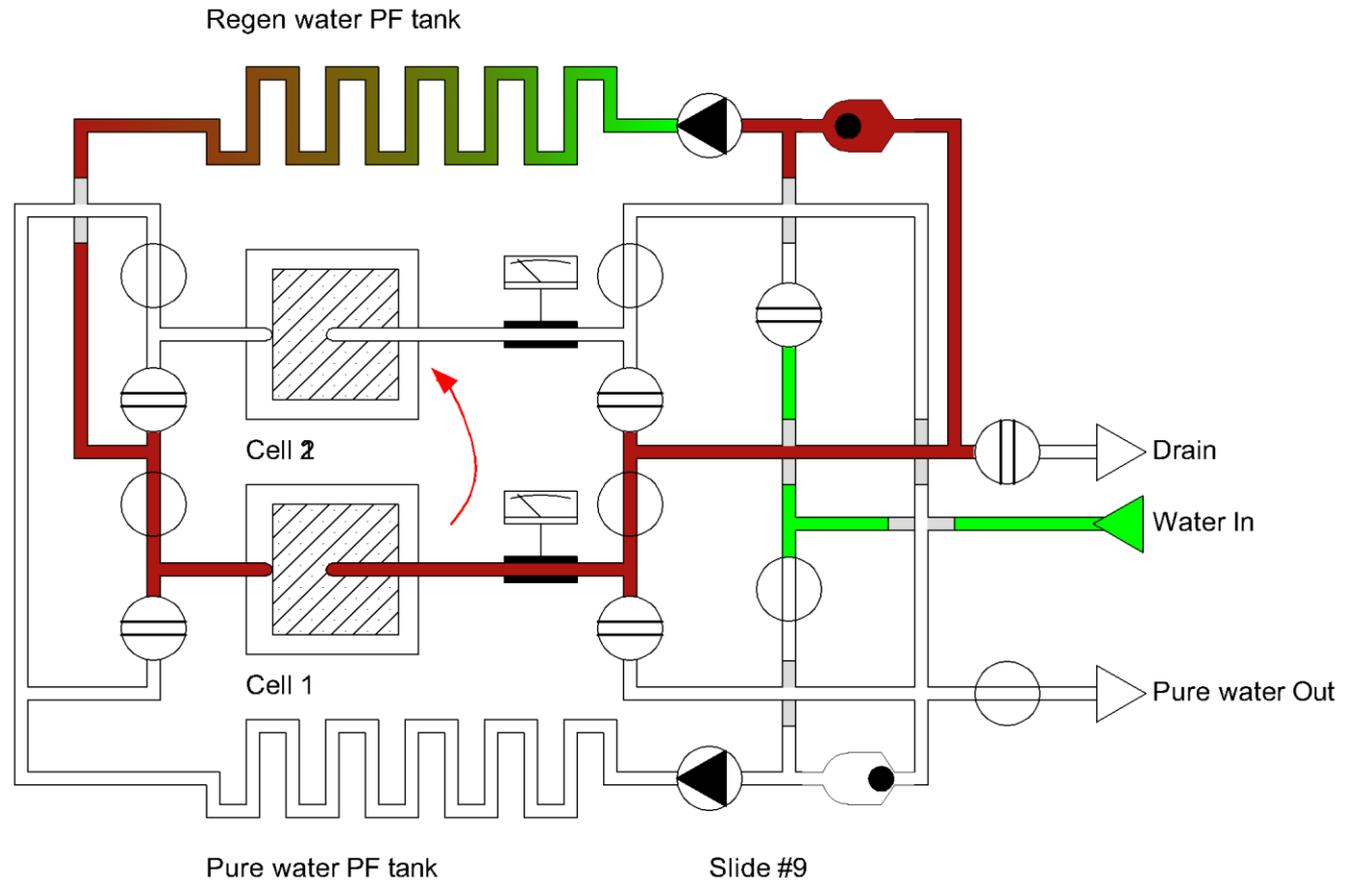 Regen water PF tank
Cell 2
Drain
Water In
Cell 1
Pure water Out
Pure water PF tank
Slide #9